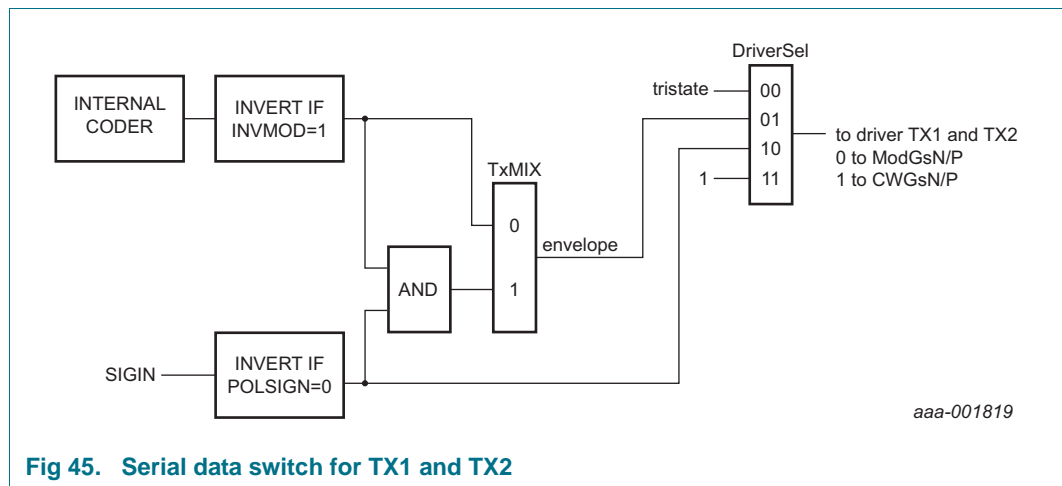 DriverSel
INTERNAL
CODER
INVERT IF
INVMOD=1
tristate
00
01
10
1
11
to driver TX1 and TX2
0 to ModGsN/P
1 to CWGsN/P
TxMIX
0
envelope
AND
1
SIGIN
INVERT IF
POLSIGN=0
aaa-001819
Fig 45. Serial data switch for TX1 and TX2